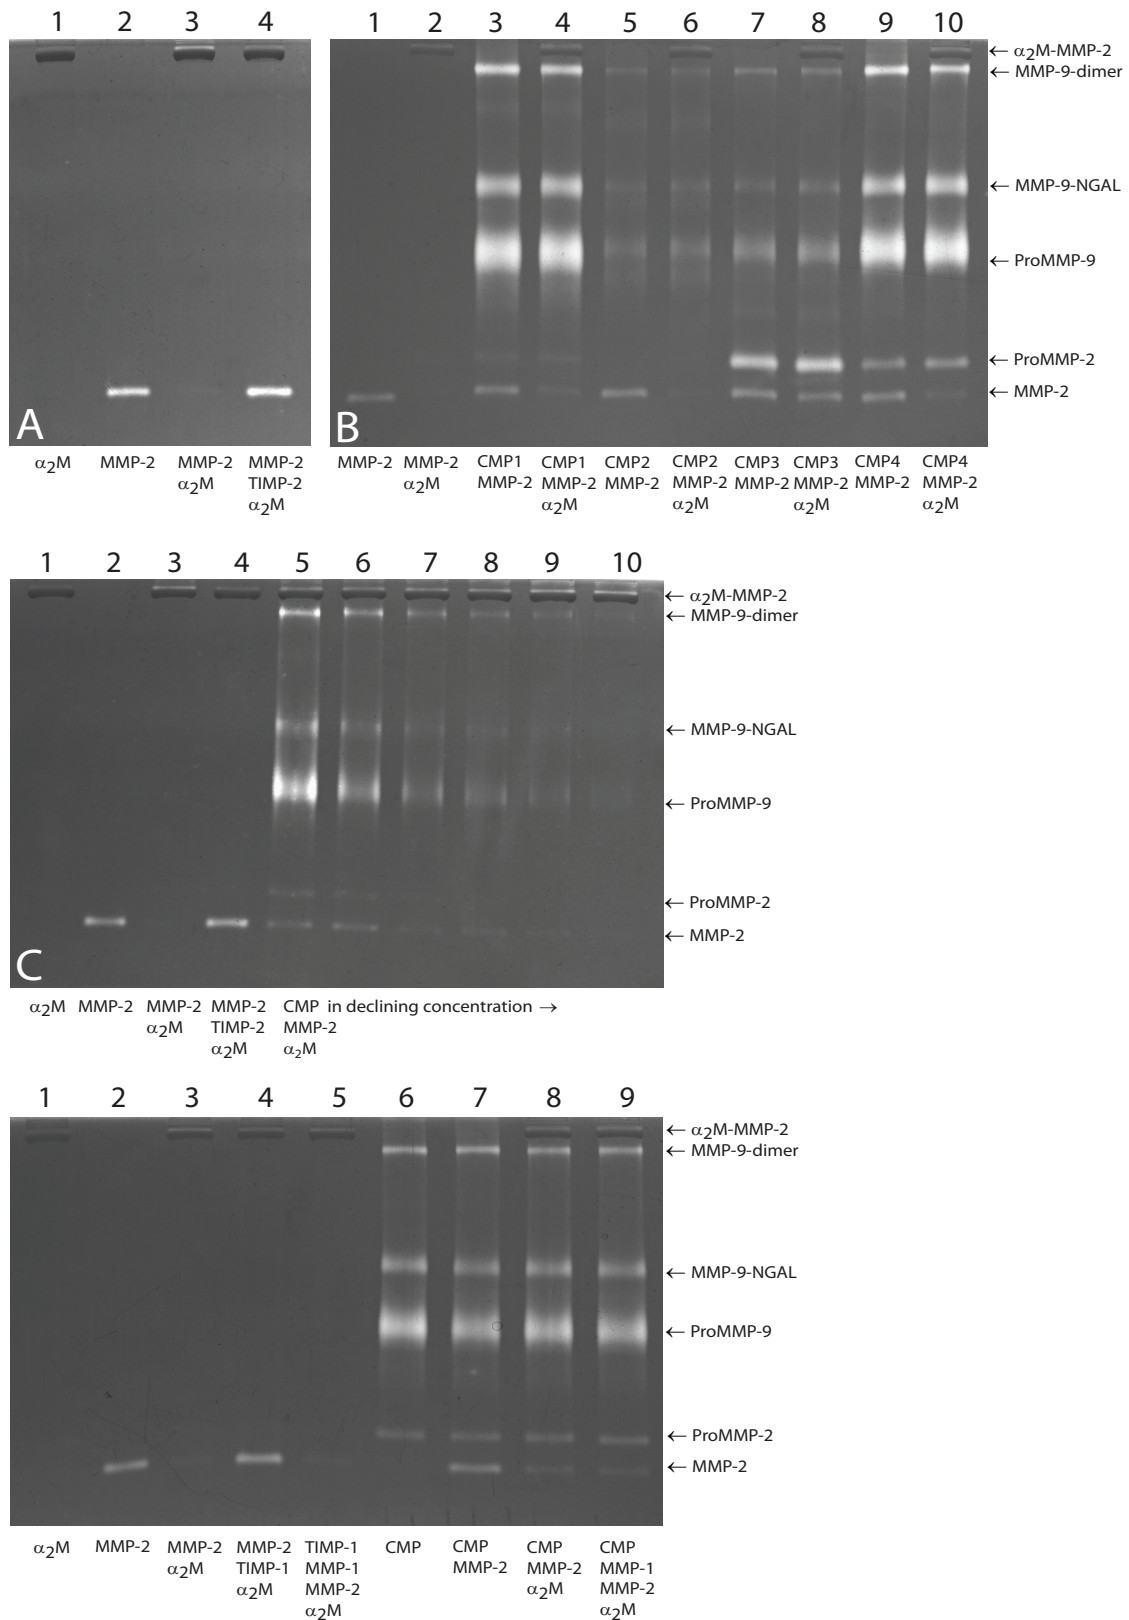 1 2 3 4
A
α2M
MMP-2
MMP-2
α2M
MMP-2
TIMP-2
α2M
1 2 3 4 5 6 7 8 9 10
← α2M-MMP-2
← MMP-9-dimer
← MMP-9-NGAL
← ProMMP-9
← ProMMP-2
← MMP-2
B
MMP-2
MMP-2
α2M
CMP1
MMP-2
CMP1
MMP-2
α2M
CMP2
MMP-2
CMP2
MMP-2
α2M
CMP3
MMP-2
CMP3
MMP-2
α2M
CMP4
MMP-2
CMP4
MMP-2
α2M
1 2 3 4 5 6 7 8 9 10
← α2M-MMP-2
← MMP-9-dimer
← MMP-9-NGAL
← ProMMP-9
← ProMMP-2
← MMP-2
C
α2M
MMP-2
MMP-2
α2M
MMP-2
TIMP-2
α2M
CMP in declining concentration →
MMP-2
α2M
1 2 3 4 5 6 7 8 9
← α2M-MMP-2
← MMP-9-dimer
← MMP-9-NGAL
← ProMMP-9
← ProMMP-2
← MMP-2
α2M
MMP-2
MMP-2
α2M
MMP-2
TIMP-1
α2M
TIMP-1
MMP-1
MMP-2
α2M
CMP
CMP
MMP-2
CMP
MMP-2
α2M
CMP
MMP-1
MMP-2
α2M